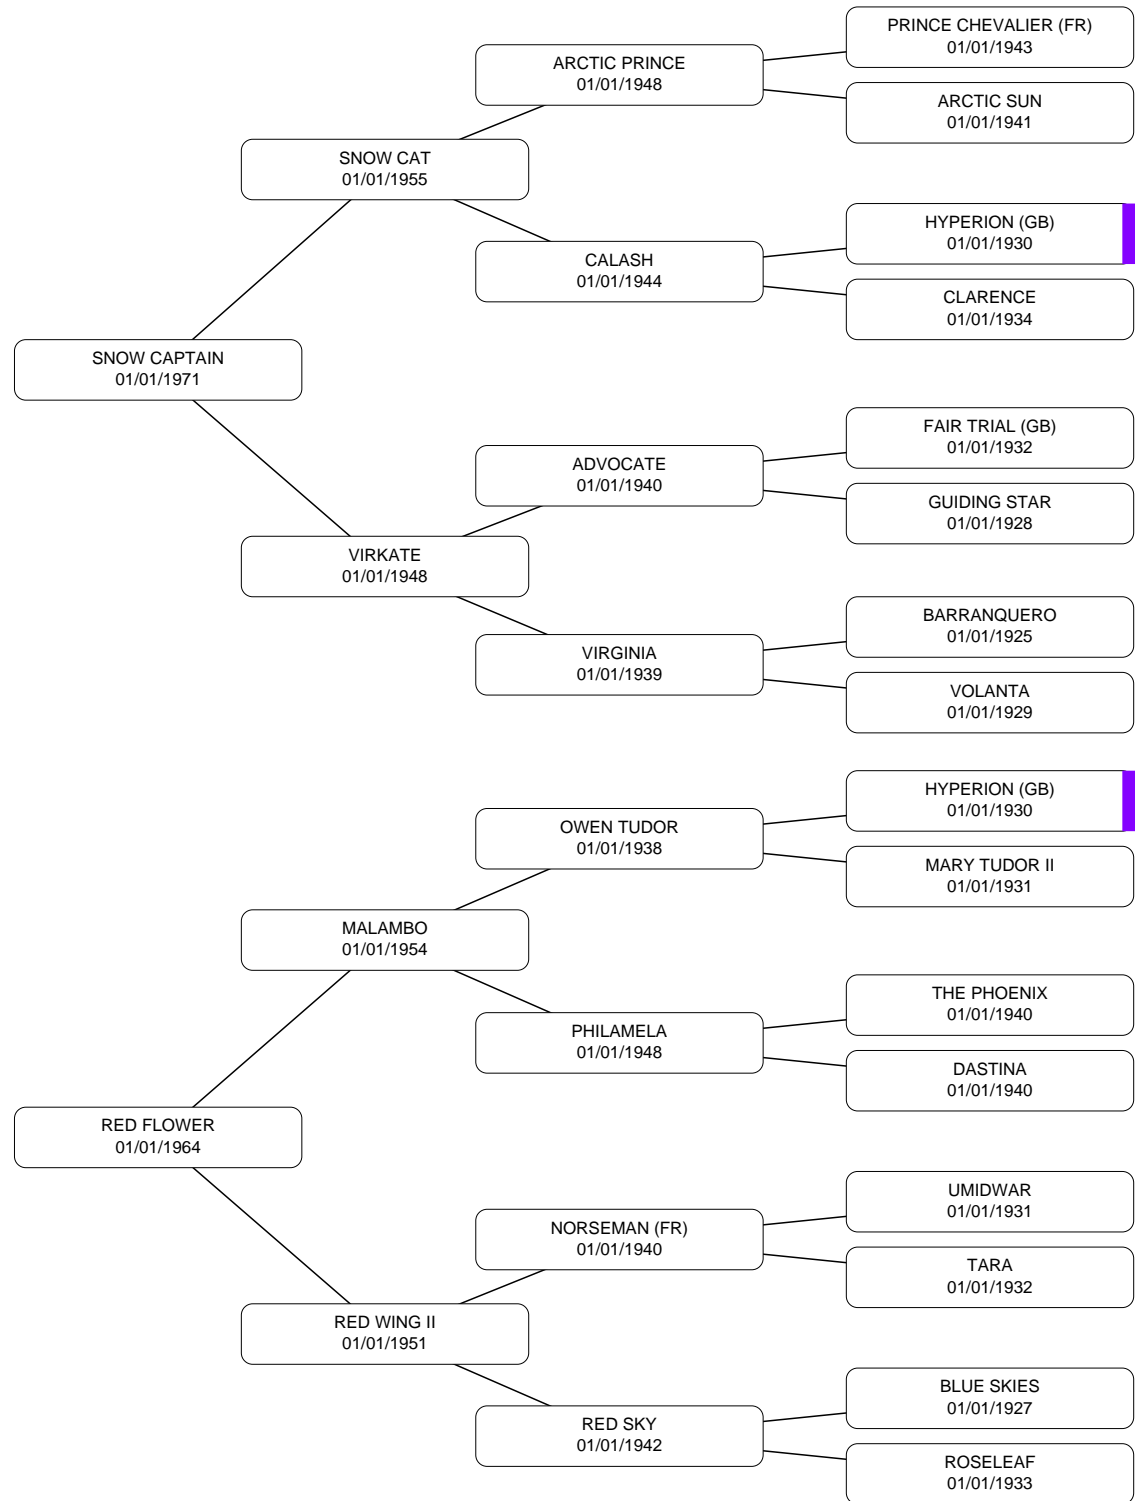 PRINCE CHEVALIER (FR)
01/01/1943
ARCTIC PRINCE
01/01/1948
ARCTIC SUN
01/01/1941
SNOW CAT
01/01/1955
HYPERION (GB)
01/01/1930
CALASH
01/01/1944
CLARENCE
01/01/1934
SNOW CAPTAIN
01/01/1971
FAIR TRIAL (GB)
01/01/1932
ADVOCATE
01/01/1940
GUIDING STAR
01/01/1928
VIRKATE
01/01/1948
BARRANQUERO
01/01/1925
VIRGINIA
01/01/1939
VOLANTA
01/01/1929
HYPERION (GB)
01/01/1930
OWEN TUDOR
01/01/1938
MARY TUDOR II
01/01/1931
MALAMBO
01/01/1954
THE PHOENIX
01/01/1940
PHILAMELA
01/01/1948
DASTINA
01/01/1940
RED FLOWER
01/01/1964
UMIDWAR
01/01/1931
NORSEMAN (FR)
01/01/1940
TARA
01/01/1932
RED WING II
01/01/1951
BLUE SKIES
01/01/1927
RED SKY
01/01/1942
ROSELEAF
01/01/1933